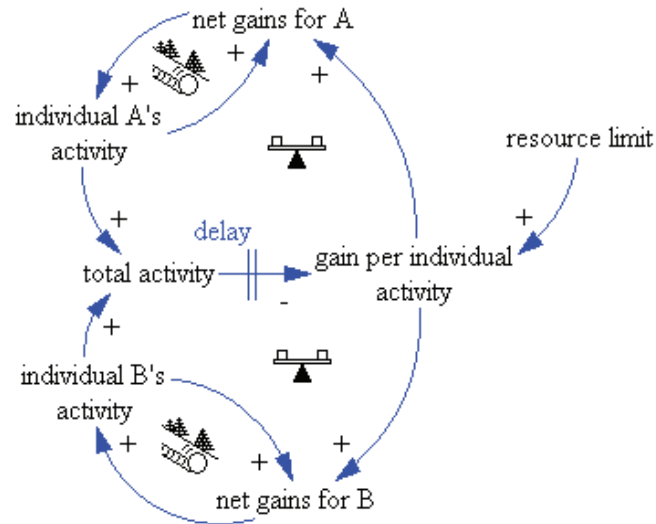 net gains for A
+
+
+
individual A's
activity
resource limit
+
+
delay
total activity
gain per individual
activity
-
+
individual B's
activity
+
+
+
net gains for B